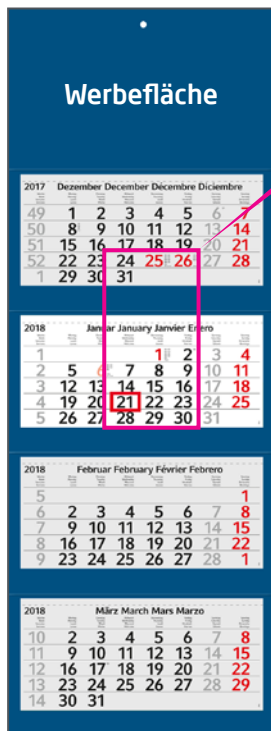 Werbefläche
2017 Dezember December Décembre Diciembre
49 1 2 3 4 5 6 7
50 8 9 10 11 12 13 14
51 15 16 17 18 19 20 21
52 22 23 24 25 26 27 28
1 29 30 31
2018 Januar January Janvier Enero
1 1 2 3 4
2 5 6 7 8 9 10 11
3 12 13 14 15 16 17 18
4 19 20 21 22 23 24 25
5 26 27 28 29 30 31
2018 Februar February Février Febrero
5 1
6 2 3 4 5 6 7 8
7 9 10 11 12 13 14 15
8 16 17 18 19 20 21 22
9 23 24 25 26 27 28 1
2018 März March Mars Marzo
10 2 3 4 5 6 7 8
11 9 10 11 12 13 14 15
12 16 17 18 19 20 21 22
13 23 24 25 26 27 28 29
14 30 31